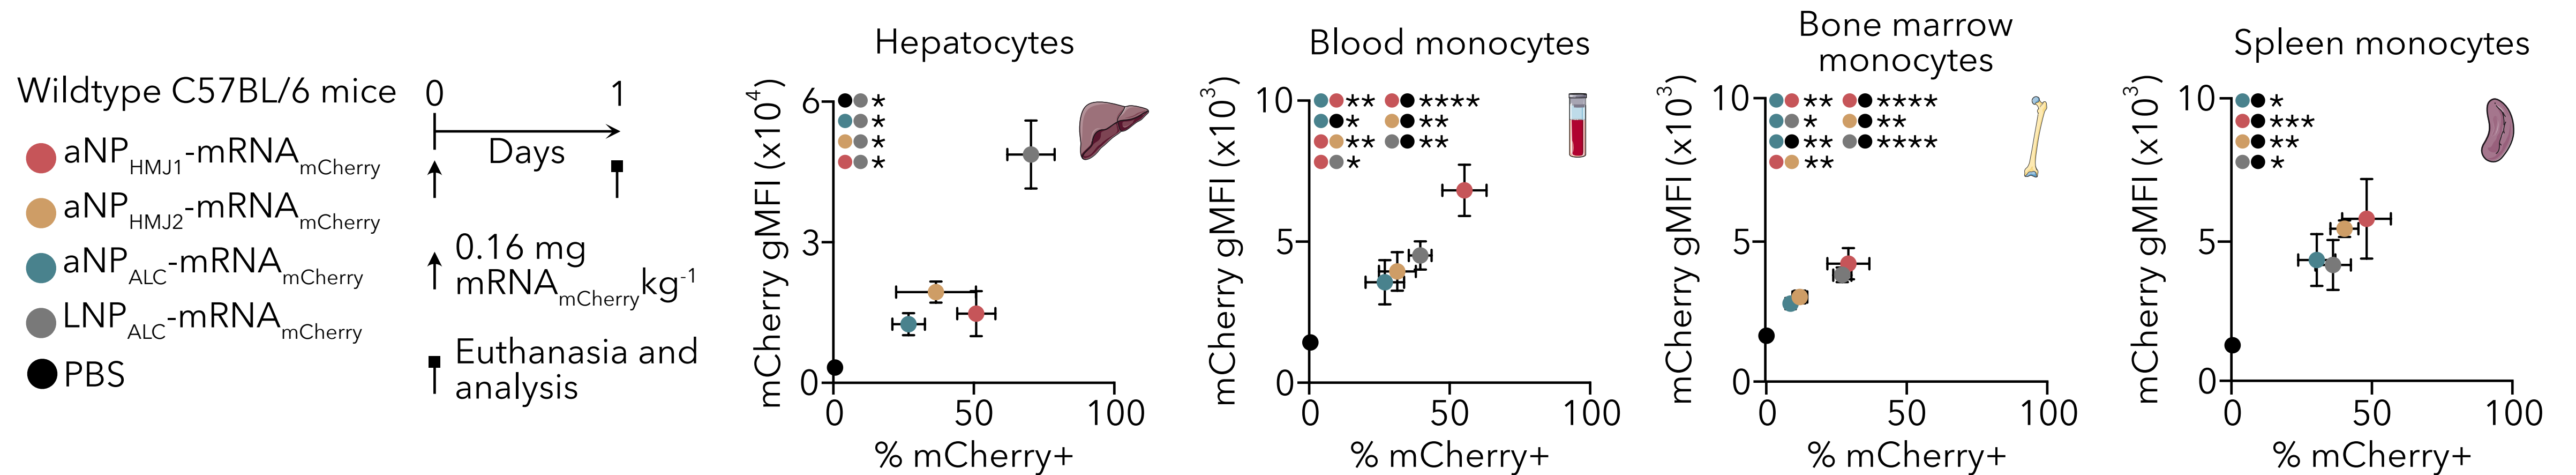 Wildtype C57BL/6 mice
aNPHMJ1-mRNAmCherry
aNPHMJ2-mRNAmCherry
aNPALC-mRNAmCherry
LNPALC-mRNAmCherry
PBS
0 1
Days
0.16 mg
mRNAmCherrykg-1
Euthanasia and
analysis
Hepatocytes
mCherry gMFI (x104)
6
3
0
*
*
*
*
0 50 100
% mCherry+
Blood monocytes
mCherry gMFI (x103)
10
5
0
** ****
* **
** **
*
0 50 100
% mCherry+
Bone marrow
monocytes
mCherry gMFI (x103)
10
5
0
** ****
* **
** ****
**
0 50 100
% mCherry+
Spleen monocytes
mCherry gMFI (x103)
10
5
0
*
***
**
*
0 50 100
% mCherry+